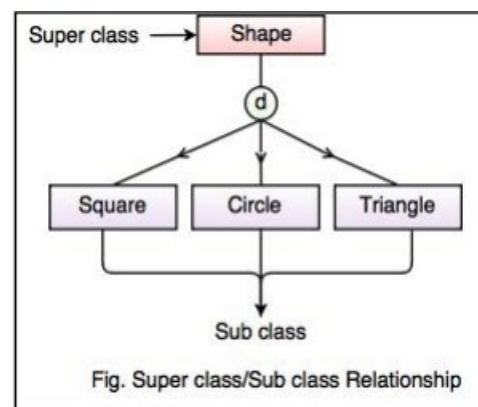 Super class
Shape
d
Square
Circle
Triangle
Sub class
Fig. Super class/Sub class Relationship